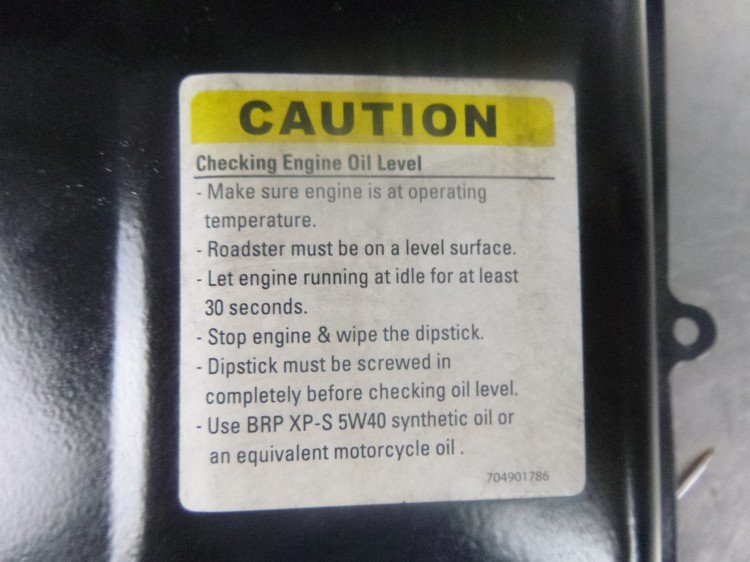 CAUTION
Checking Engine Oil Level
- Make sure engine is at operating
temperature.
- Roadster must be on a level surface.
- Let engine running at idle for at least
30 seconds.
- Stop engine & wipe the dipstick.
- Dipstick must be screwed in
completely before checking oil level.
- Use BRP XP-S 5W40 synthetic oil or
an equivalent motorcycle oil .
704901786